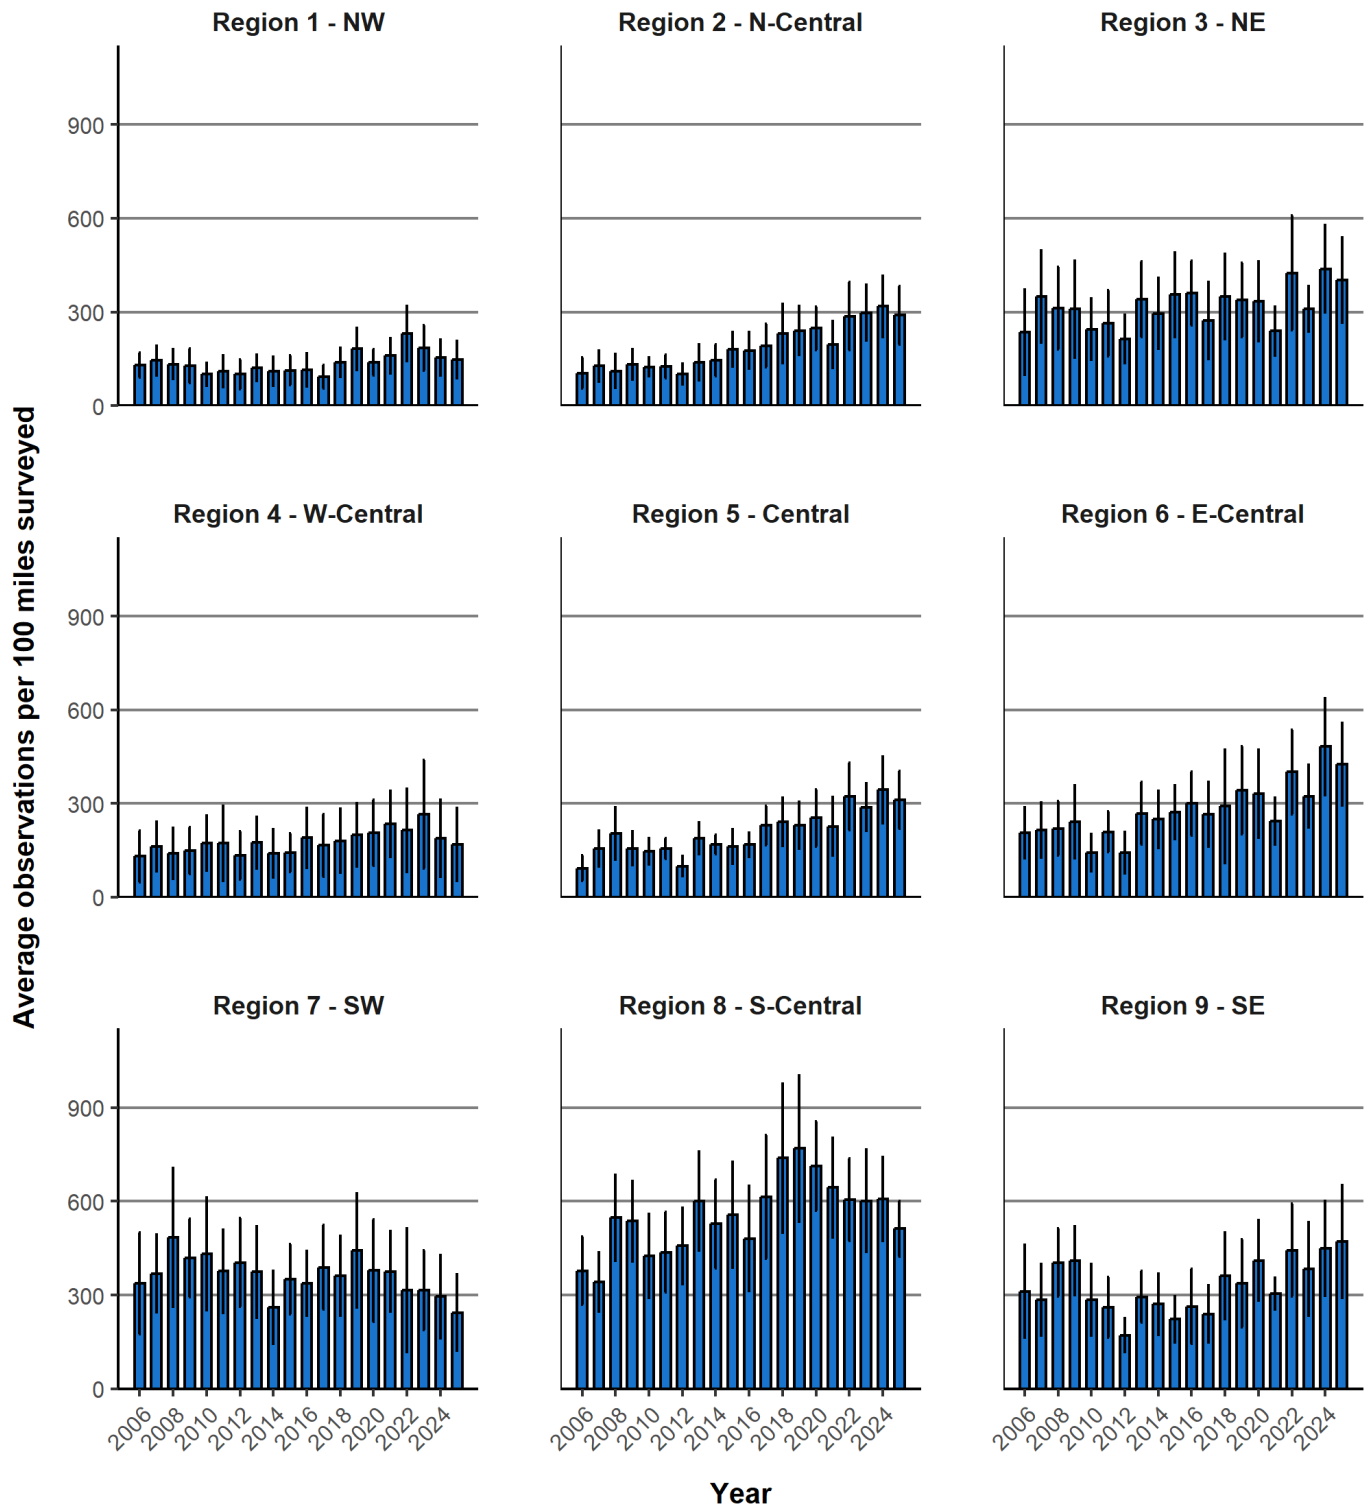 Region 1 - NW
Region 2 - N-Central
Region 3 - NE
900
600
300
0
Region 4 - W-Central
Region 5 - Central
Region 6 - E-Central
900
600
300
0
Average observations per 100 miles surveyed
Region 7 - SW
Region 8 - S-Central
Region 9 - SE
900
600
300
0
2006 2008 2010 2012 2014 2016 2018 2020 2022 2024
2006 2008 2010 2012 2014 2016 2018 2020 2022 2024
2006 2008 2010 2012 2014 2016 2018 2020 2022 2024
Year